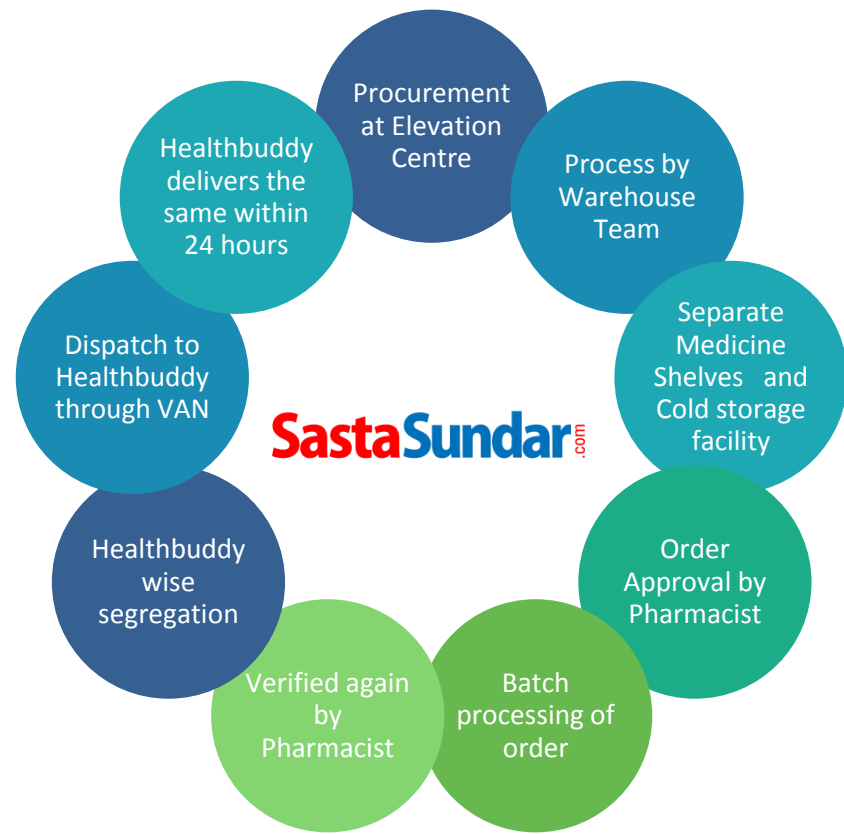 Procurement
at Elevation
Centre
Process by
Warehouse
Team
Separate
Medicine
Shelves and
Cold storage
facility
Order
Approval by
Pharmacist
Batch
processing of
order
Verified again
by
Pharmacist
Healthbuddy
wise
segregation
Dispatch to
Healthbuddy
through VAN
Healthbuddy
delivers the
same within
24 hours
SastaSundar.com